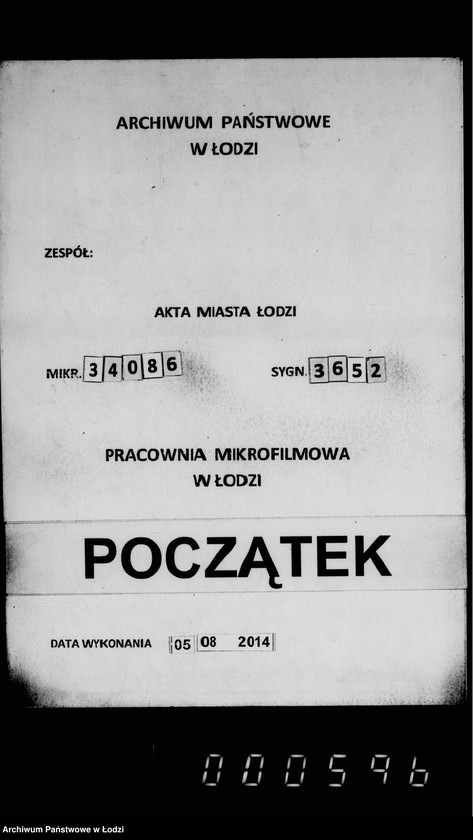 ARCHIWUM PAŃSTWOWE
W ŁODZI
ZESPÓŁ:
AKTA MIASTA ŁODZI
MIKR. 34086 SYGN. 3652
PRACOWNIA MIKROFILMOWA
W ŁODZI
POCZĄTEK
DATA WYKONANIA 05 08 2014
000596
Archiwum Państwowe w Łodzi